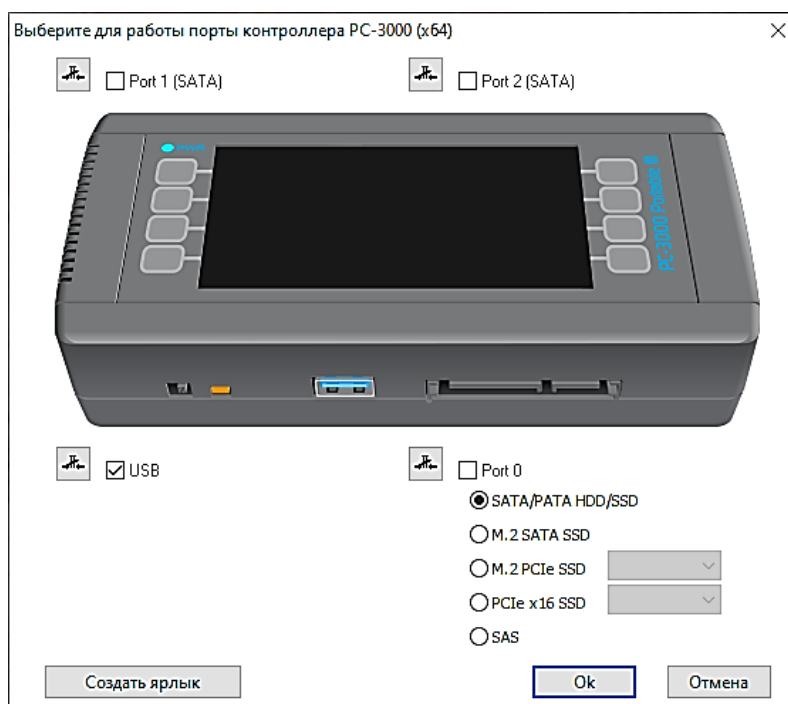 Выберите для работы порты контроллера PC-3000 (x64)
Port 1 (SATA)
Port 2 (SATA)
PC-3000 Portable III
USB
Port 0
SATA/PATA HDD/SSD
M.2 SATA SSD
M.2 PCIe SSD
PCIe x16 SSD
SAS
Создать ярлык
Ok
Отмена